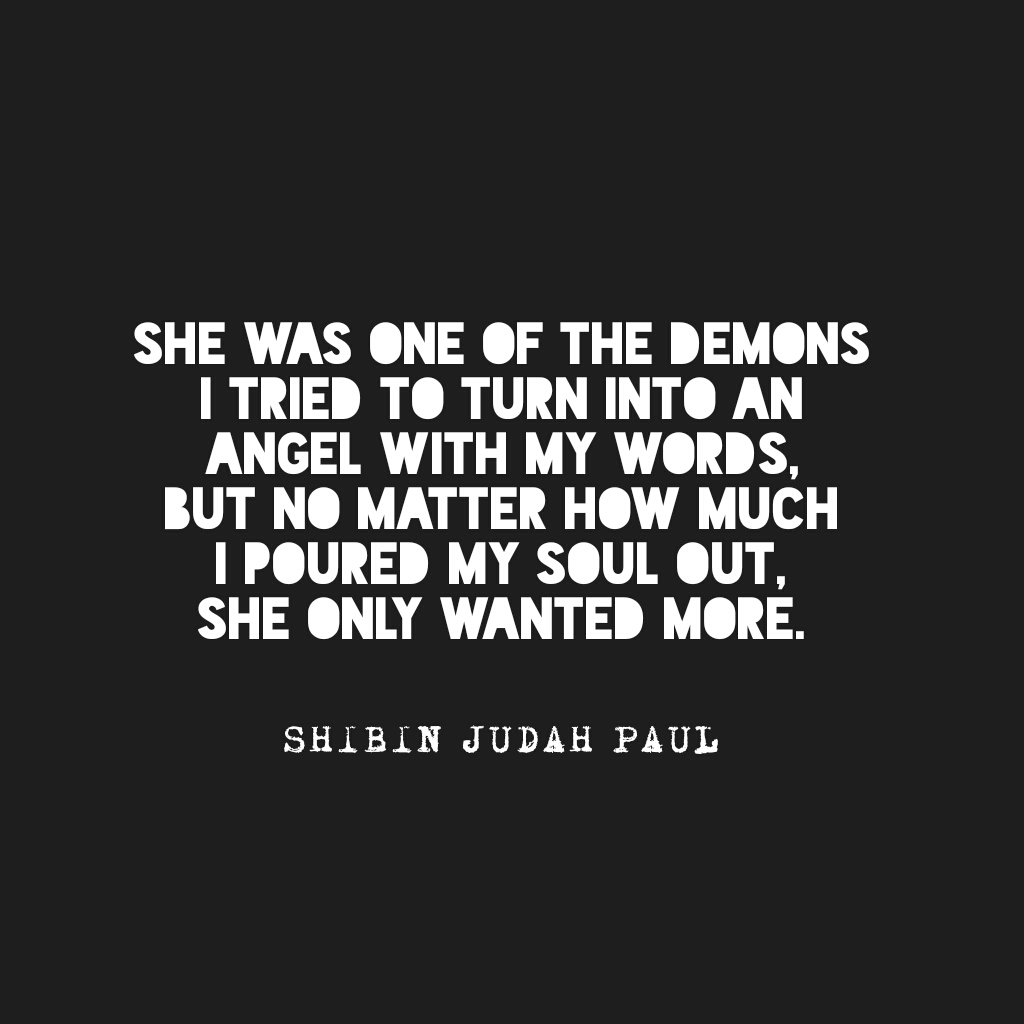 SHE WAS ONE OF THE DEMONS
I TRIED TO TURN INTO AN
ANGEL WITH MY WORDS,
BUT NO MATTER HOW MUCH
I POURED MY SOUL OUT,
SHE ONLY WANTED MORE.
SHIBIN JUDAH PAUL